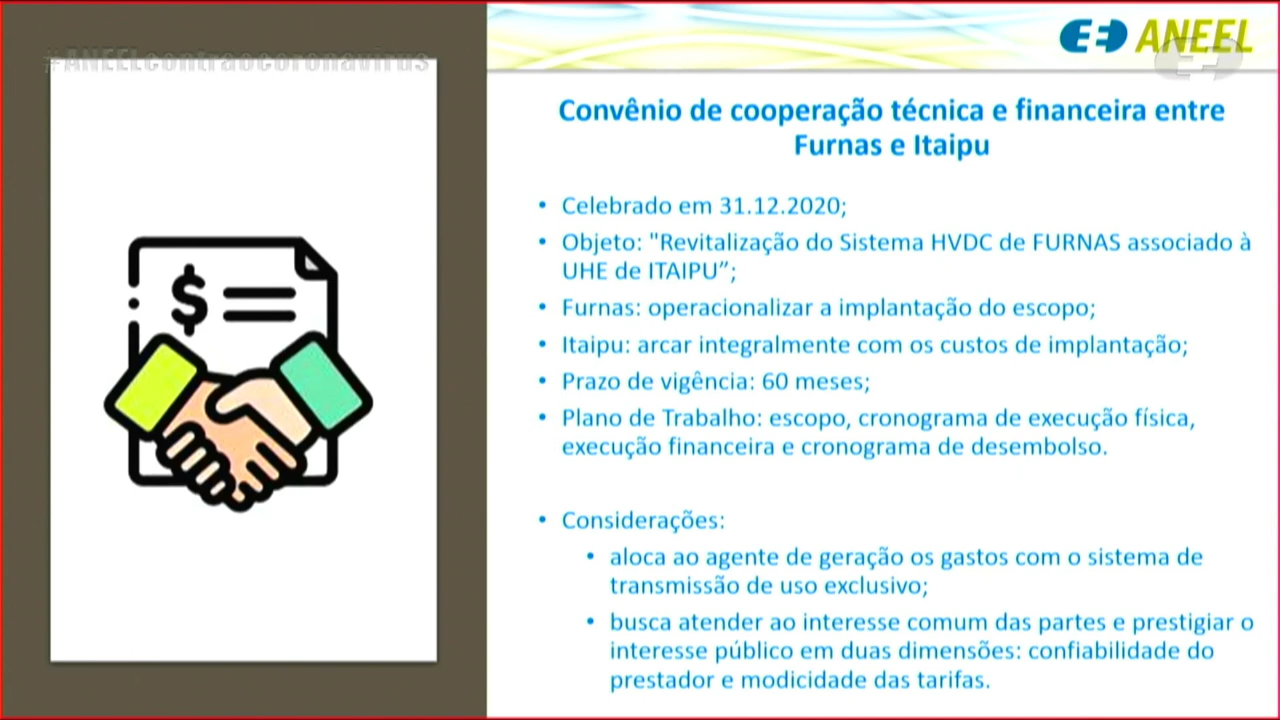 #ANEELcontraocoronavirus
ANEEL
Convênio de cooperação técnica e financeira entre
Furnas e Itaipu
• Celebrado em 31.12.2020;
• Objeto: "Revitalização do Sistema HVDC de FURNAS associado à
UHE de ITAIPU”;
• Furnas: operacionalizar a implantação do escopo;
• Itaipu: arcar integralmente com os custos de implantação;
• Prazo de vigência: 60 meses;
• Plano de Trabalho: escopo, cronograma de execução física,
execução financeira e cronograma de desembolso.
• Considerações:
• aloca ao agente de geração os gastos com o sistema de
transmissão de uso exclusivo;
• busca atender ao interesse comum das partes e prestigiar o
interesse público em duas dimensões: confiabilidade do
prestador e modicidade das tarifas.
$